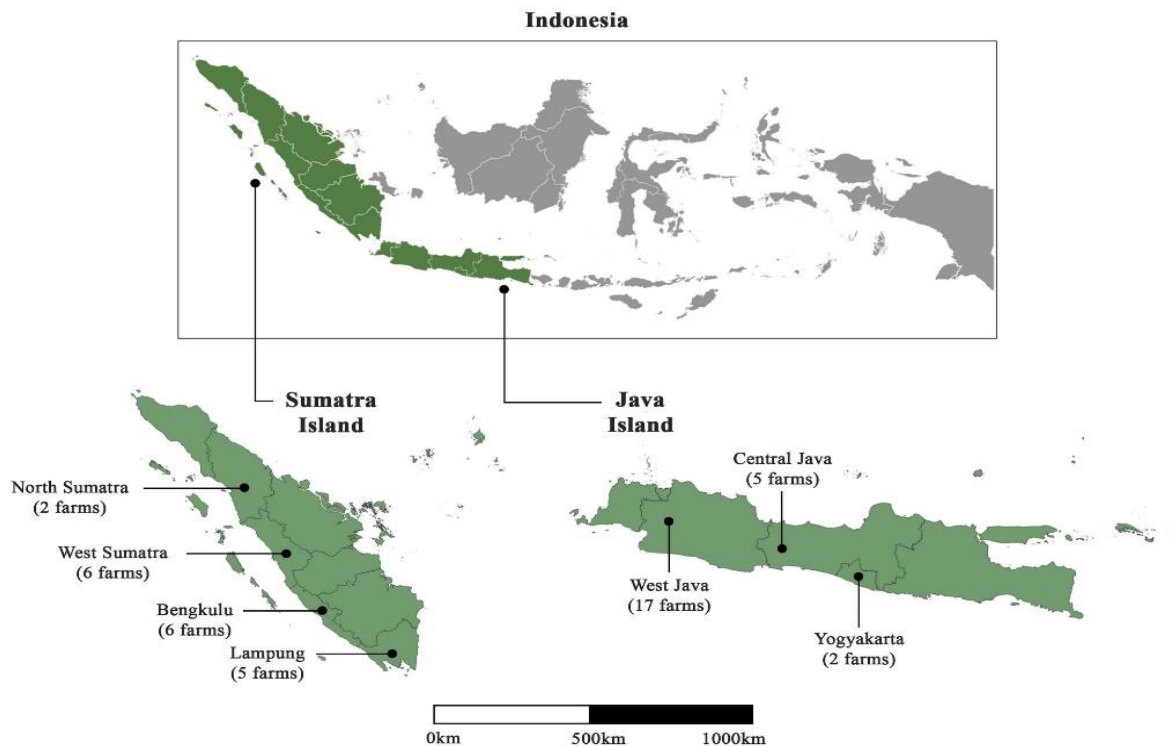 Indonesia
Sumatra
Island
Java
Island
North Sumatra
(2 farms)
West Sumatra
(6 farms)
Bengkulu
(6 farms)
Lampung
(5 farms)
Central Java
(5 farms)
West Java
(17 farms)
Yogyakarta
(2 farms)
0km 500km 1000km